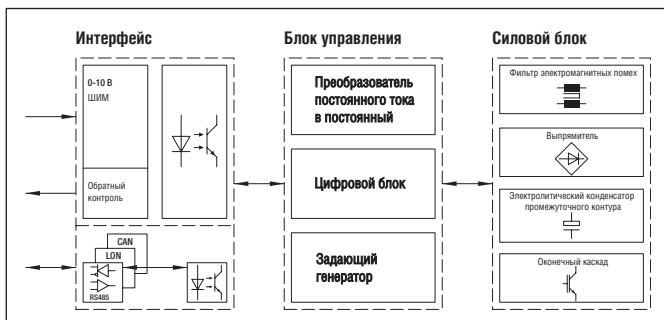 Интерфейс
Блок управления
Силовой блок
0-10 В
ШИМ
Обратный
контроль
CAN
LON
RS485
Преобразователь
постоянного тока
в постоянный
Цифровой блок
Задающий
генератор
Фильтр электромагнитных помех
Выпрямитель
Электролитический конденсатор
промежуточного контура
Оконечный каскад